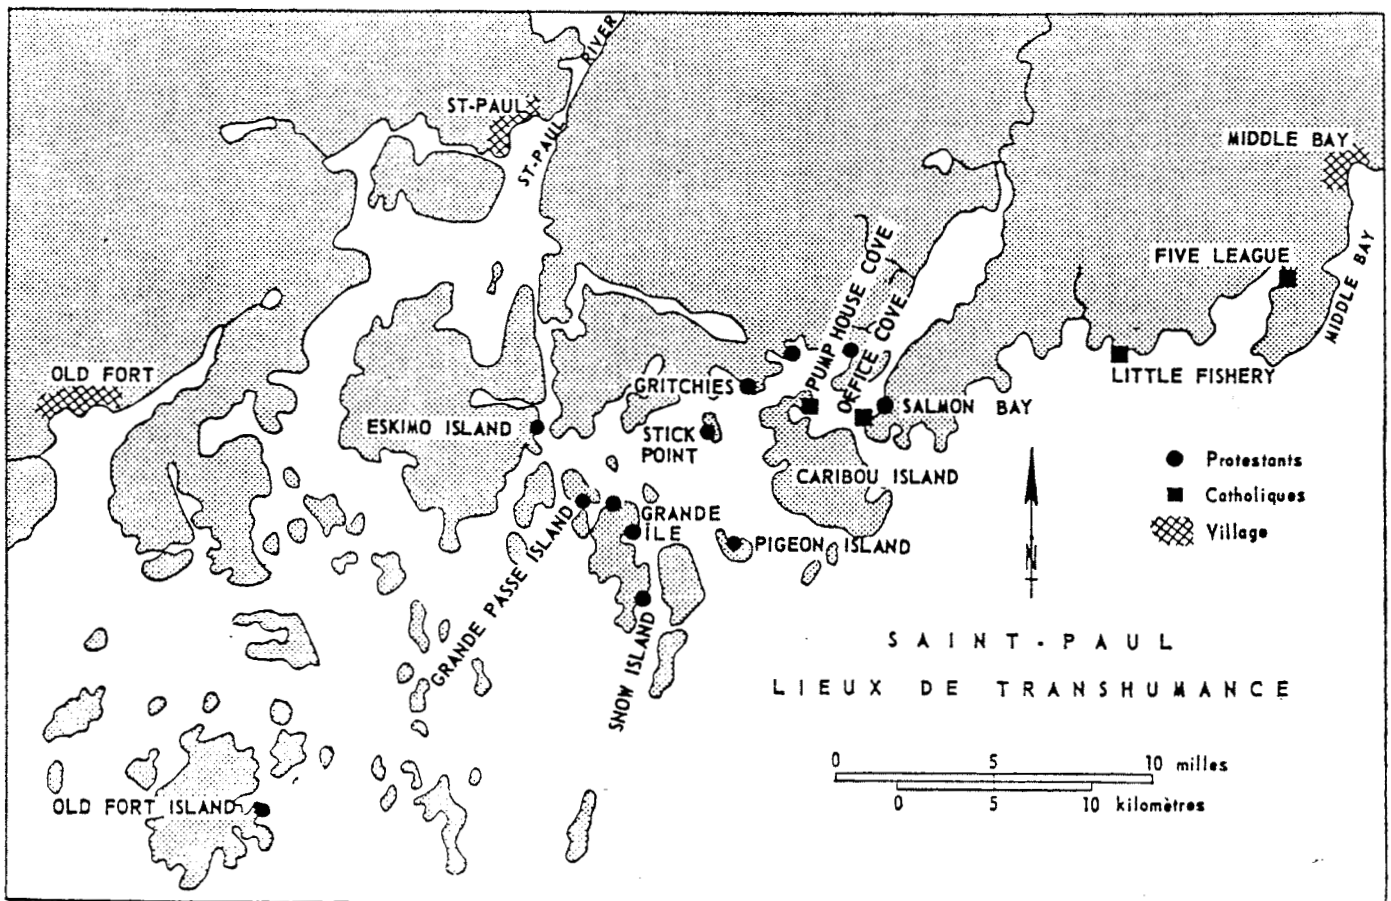 RIVER
ST-PAUL
ST-PAUL
MIDDLE BAY
PUMP HOUSE COVE
OFFICE COVE
FIVE LEAGUE
MIDDLE BAY
OLD FORT
GRITCHIES
LITTLE FISHERY
ESKIMO ISLAND
STICK
POINT
SALMON BAY
CARIBOU ISLAND
Protestants
Catholiques
Village
GRANDE
ÎLE
PIGEON ISLAND
GRANDE PASSE ISLAND
SNOW ISLAND
N
SAINT-PAUL
LIEUX DE TRANSHUMANCE
0 5 10 milles
0 5 10 kilomètres
OLD FORT ISLAND